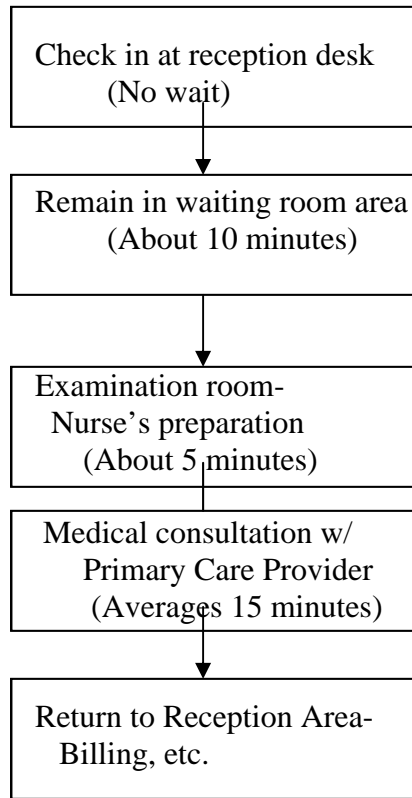 Check in at reception desk
(No wait)
Remain in waiting room area
(About 10 minutes)
Examination room-
Nurse's preparation
(About 5 minutes)
Medical consultation w/
Primary Care Provider
(Averages 15 minutes)
Return to Reception Area-
Billing, etc.